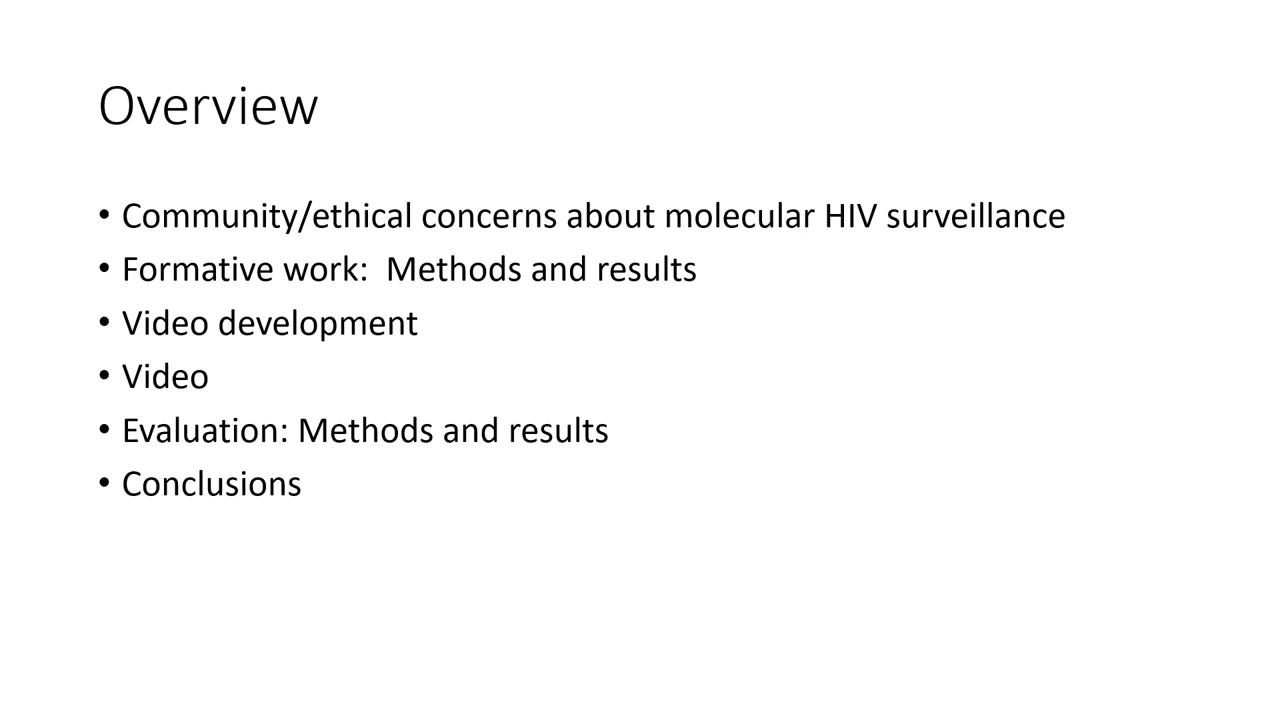 Overview
• Community/ethical concerns about molecular HIV surveillance
• Formative work:  Methods and results
• Video development
• Video
• Evaluation: Methods and results
• Conclusions